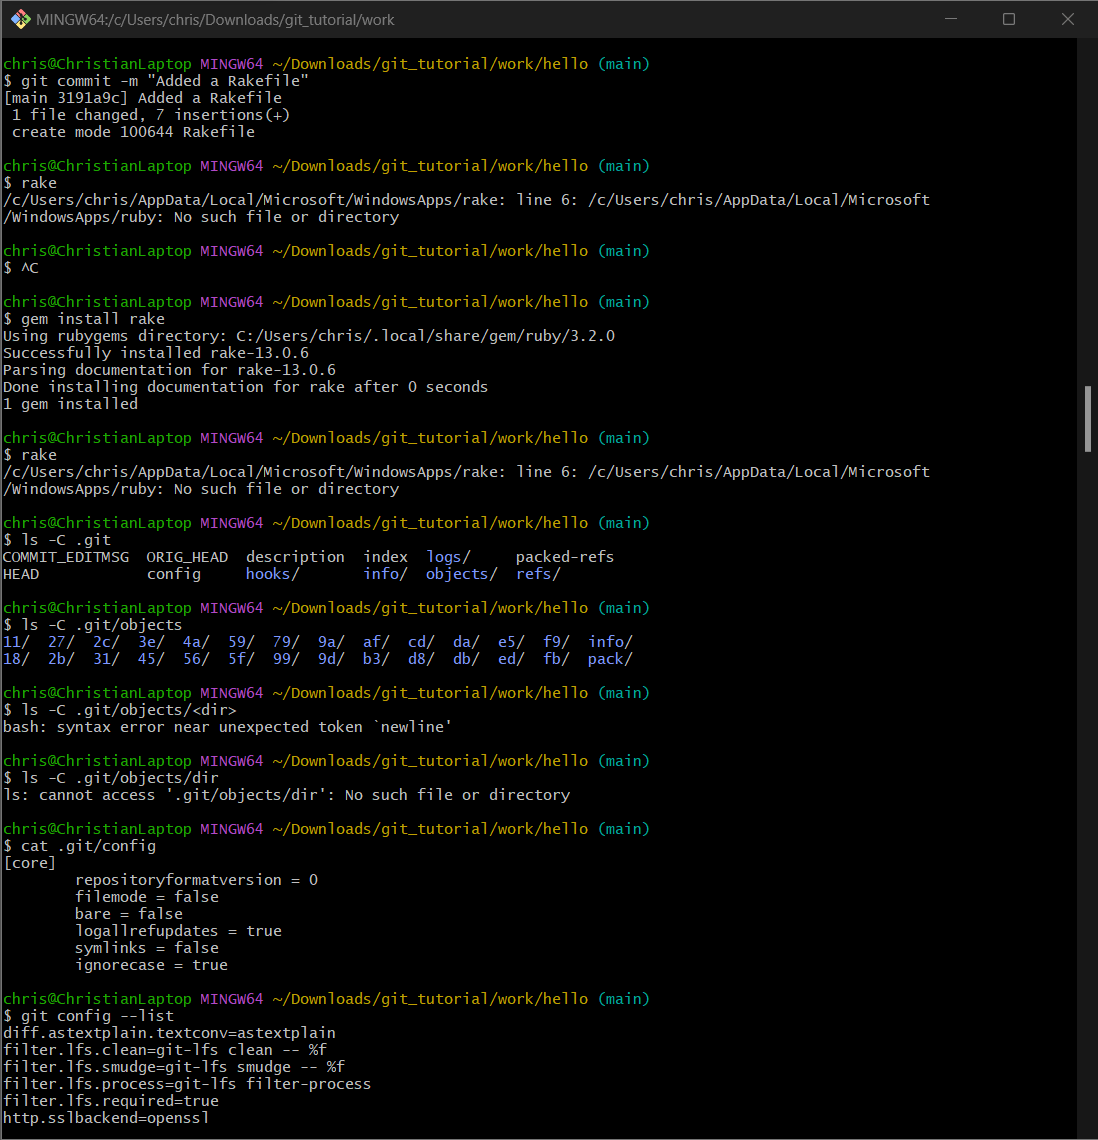 MINGW64:/c/Users/chris/Downloads/git_tutorial/work
chris@ChristianLaptop MINGW64 ~/Downloads/git_tutorial/work/hello (main)
$ git commit -m "Added a Rakefile"
[main 3191a9c] Added a Rakefile
 1 file changed, 7 insertions(+)
 create mode 100644 Rakefile
chris@ChristianLaptop MINGW64 ~/Downloads/git_tutorial/work/hello (main)
$ rake
/c/Users/chris/AppData/Local/Microsoft/WindowsApps/rake: line 6: /c/Users/chris/AppData/Local/Microsoft
/WindowsApps/ruby: No such file or directory
chris@ChristianLaptop MINGW64 ~/Downloads/git_tutorial/work/hello (main)
$ ^C
chris@ChristianLaptop MINGW64 ~/Downloads/git_tutorial/work/hello (main)
$ gem install rake
Using rubygems directory: C:/Users/chris/.local/share/gem/ruby/3.2.0
Successfully installed rake-13.0.6
Parsing documentation for rake-13.0.6
Done installing documentation for rake after 0 seconds
1 gem installed
chris@ChristianLaptop MINGW64 ~/Downloads/git_tutorial/work/hello (main)
$ rake
/c/Users/chris/AppData/Local/Microsoft/WindowsApps/rake: line 6: /c/Users/chris/AppData/Local/Microsoft
/WindowsApps/ruby: No such file or directory
chris@ChristianLaptop MINGW64 ~/Downloads/git_tutorial/work/hello (main)
$ ls -C .git
COMMIT_EDITMSG  ORIG_HEAD  description  index  logs/     packed-refs
HEAD            config     hooks/       info/  objects/  refs/
chris@ChristianLaptop MINGW64 ~/Downloads/git_tutorial/work/hello (main)
$ ls -C .git/objects
11/  27/  2c/  3e/  4a/  59/  79/  9a/  af/  cd/  da/  e5/  f9/  info/
18/  2b/  31/  45/  56/  5f/  99/  9d/  b3/  d8/  db/  ed/  fb/  pack/
chris@ChristianLaptop MINGW64 ~/Downloads/git_tutorial/work/hello (main)
$ ls -C .git/objects/<dir>
bash: syntax error near unexpected token `newline'
chris@ChristianLaptop MINGW64 ~/Downloads/git_tutorial/work/hello (main)
$ ls -C .git/objects/dir
ls: cannot access '.git/objects/dir': No such file or directory
chris@ChristianLaptop MINGW64 ~/Downloads/git_tutorial/work/hello (main)
$ cat .git/config
[core]
        repositoryformatversion = 0
        filemode = false
        bare = false
        logallrefupdates = true
        symlinks = false
        ignorecase = true
chris@ChristianLaptop MINGW64 ~/Downloads/git_tutorial/work/hello (main)
$ git config --list
diff.astextplain.textconv=astextplain
filter.lfs.clean=git-lfs clean -- %f
filter.lfs.smudge=git-lfs smudge -- %f
filter.lfs.process=git-lfs filter-process
filter.lfs.required=true
http.sslbackend=openssl